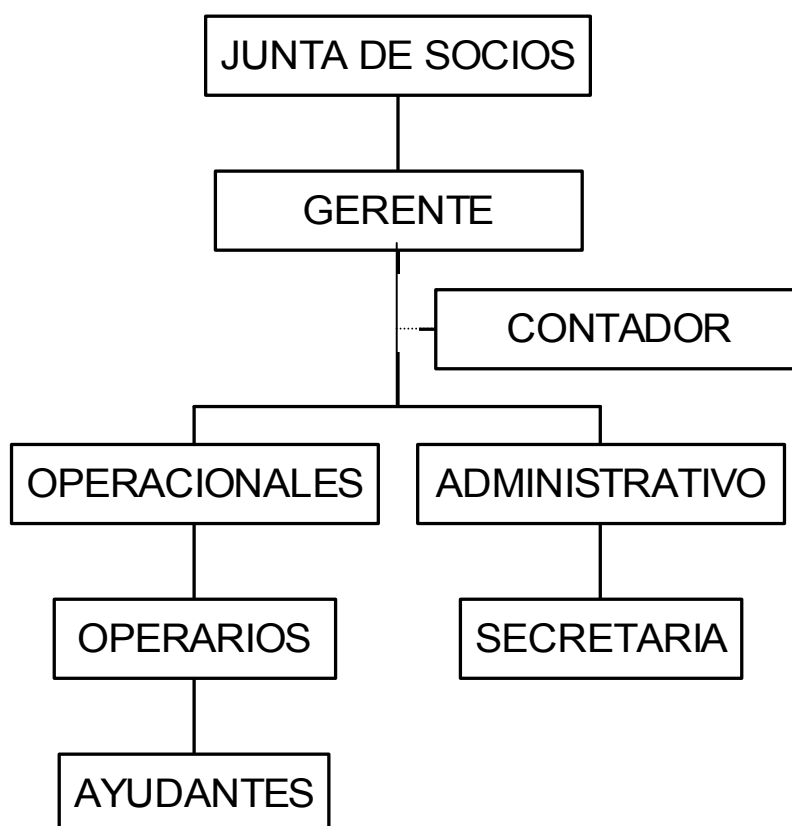 JUNTA DE SOCIOS
GERENTE
CONTADOR
OPERACIONALES
ADMINISTRATIVO
OPERARIOS
SECRETARIA
AYUDANTES